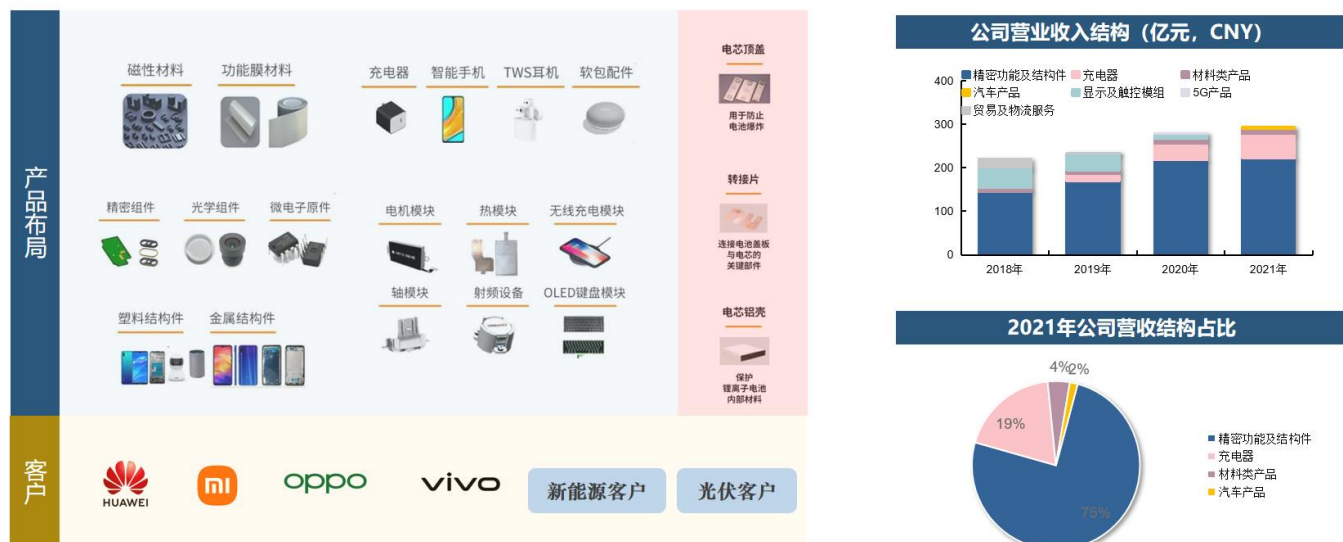 产品布局
磁性材料
功能膜材料
充电器
智能手机
TWS耳机
软包配件
精密组件
光学组件
微电子原件
电机模块
热模块
无线充电模块
轴模块
射频设备
OLED键盘模块
塑料结构件
金属结构件
电芯顶盖
用于防止
电池爆炸
转接片
连接电池盖板
与电芯的
关键部件
电芯铝壳
保护
锂离子电池
内部材料
客户
HUAWEI
mi
oppo
vivo
新能源客户
光伏客户
公司营业收入结构（亿元，CNY）
精密功能及结构件
充电器
材料类产品
汽车产品
显示及触控模组
5G产品
贸易及物流服务
400
300
200
100
0
2018年
2019年
2020年
2021年
2021年公司营收结构占比
4%
2%
19%
75%
精密功能及结构件
充电器
材料类产品
汽车产品